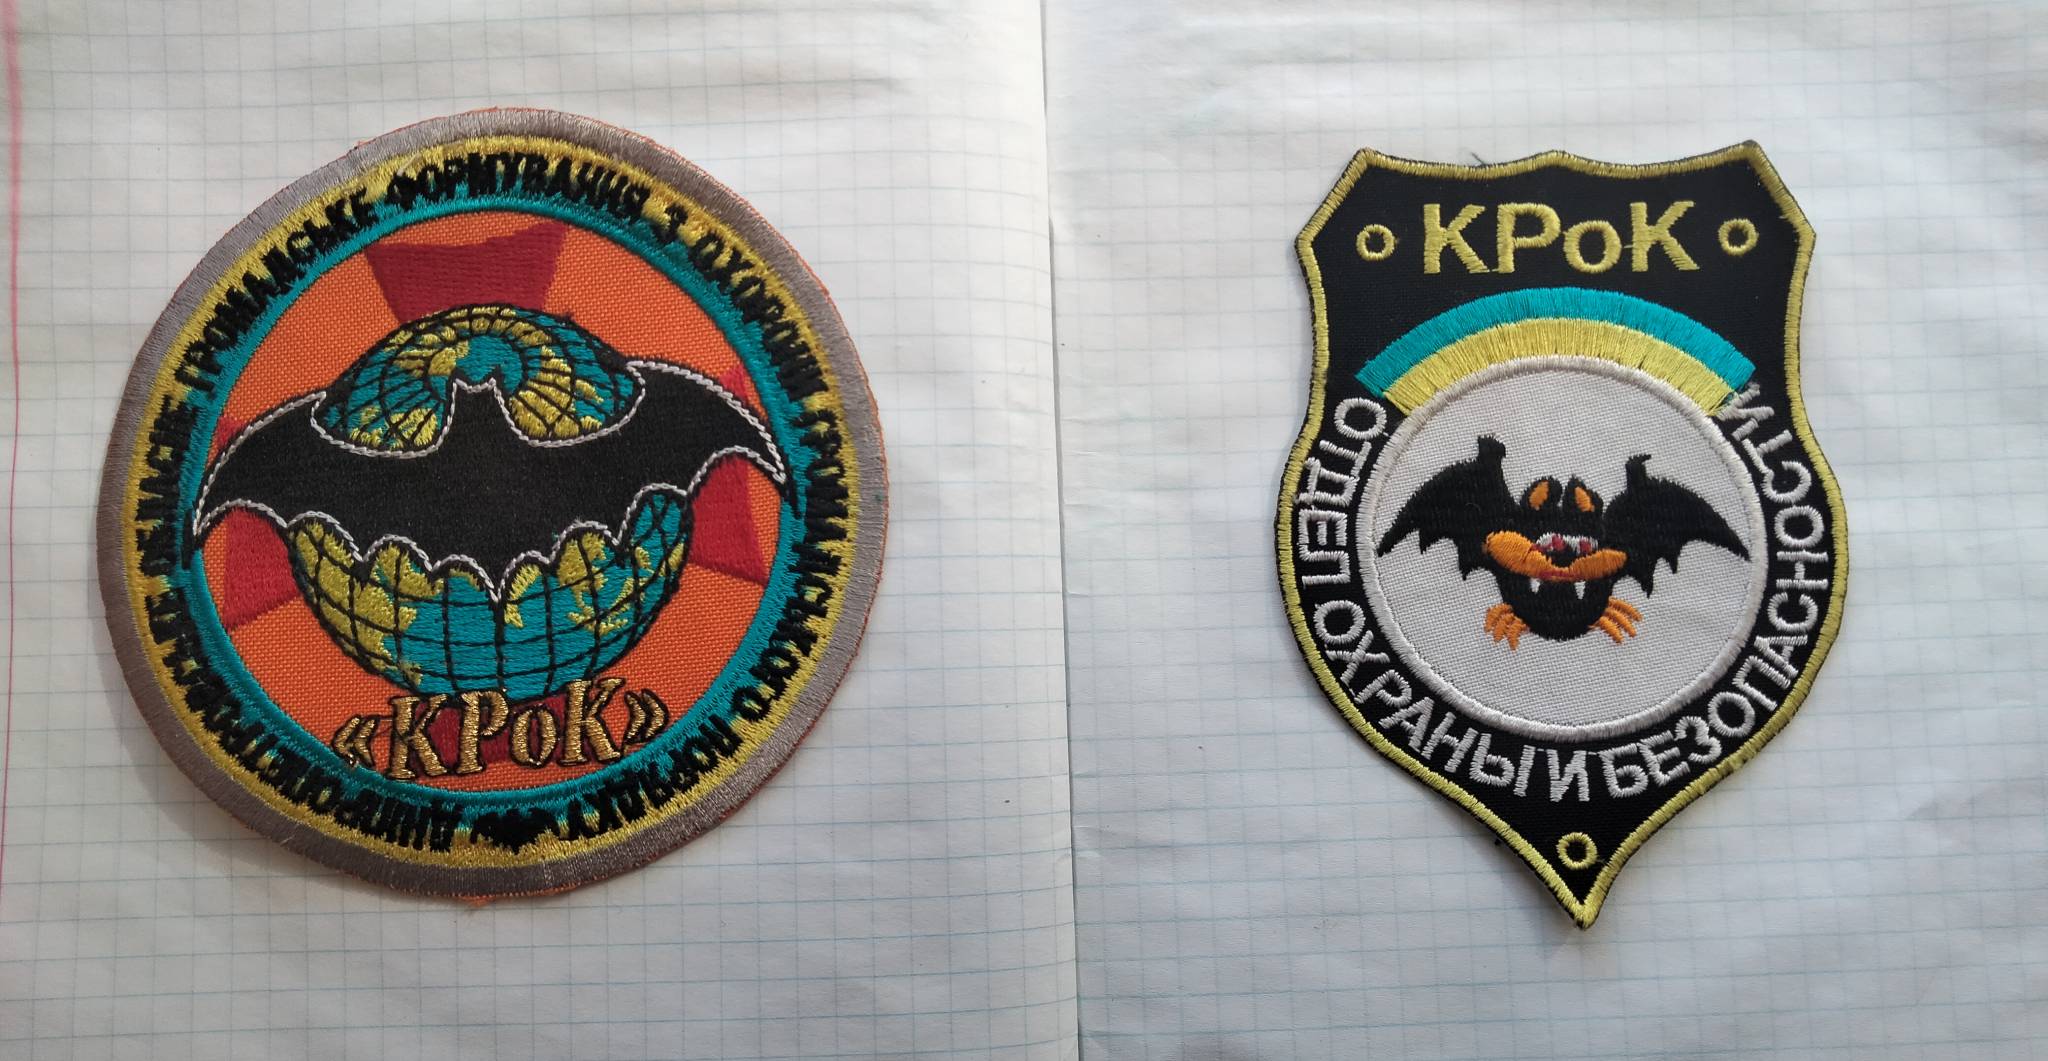 ДНІПРОПЕТРОВСЬКЕ ОБЛАСНЕ ГРОМАДСЬКЕ ФОРМУВАННЯ З ОХОРОНИ ГРОМАДСЬКОГО ПОРЯДКУ
«КРоК»
КРоК
ОТДЕЛ ОХРАНЫ И БЕЗОПАСНОСТИ